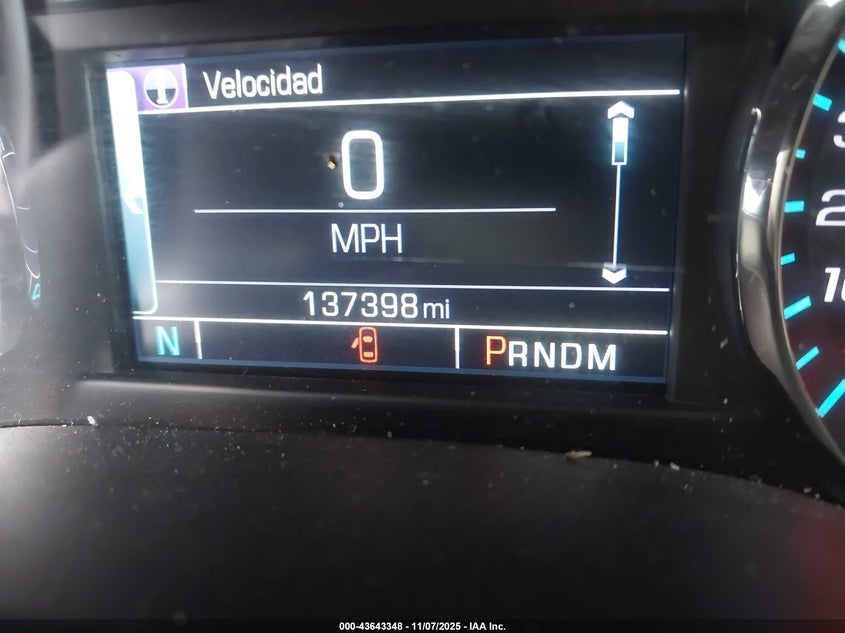 Velocidad
0
MPH
137398 mi
N
PRNDM
000-43643348 - 11/07/2025 - IAA Inc.